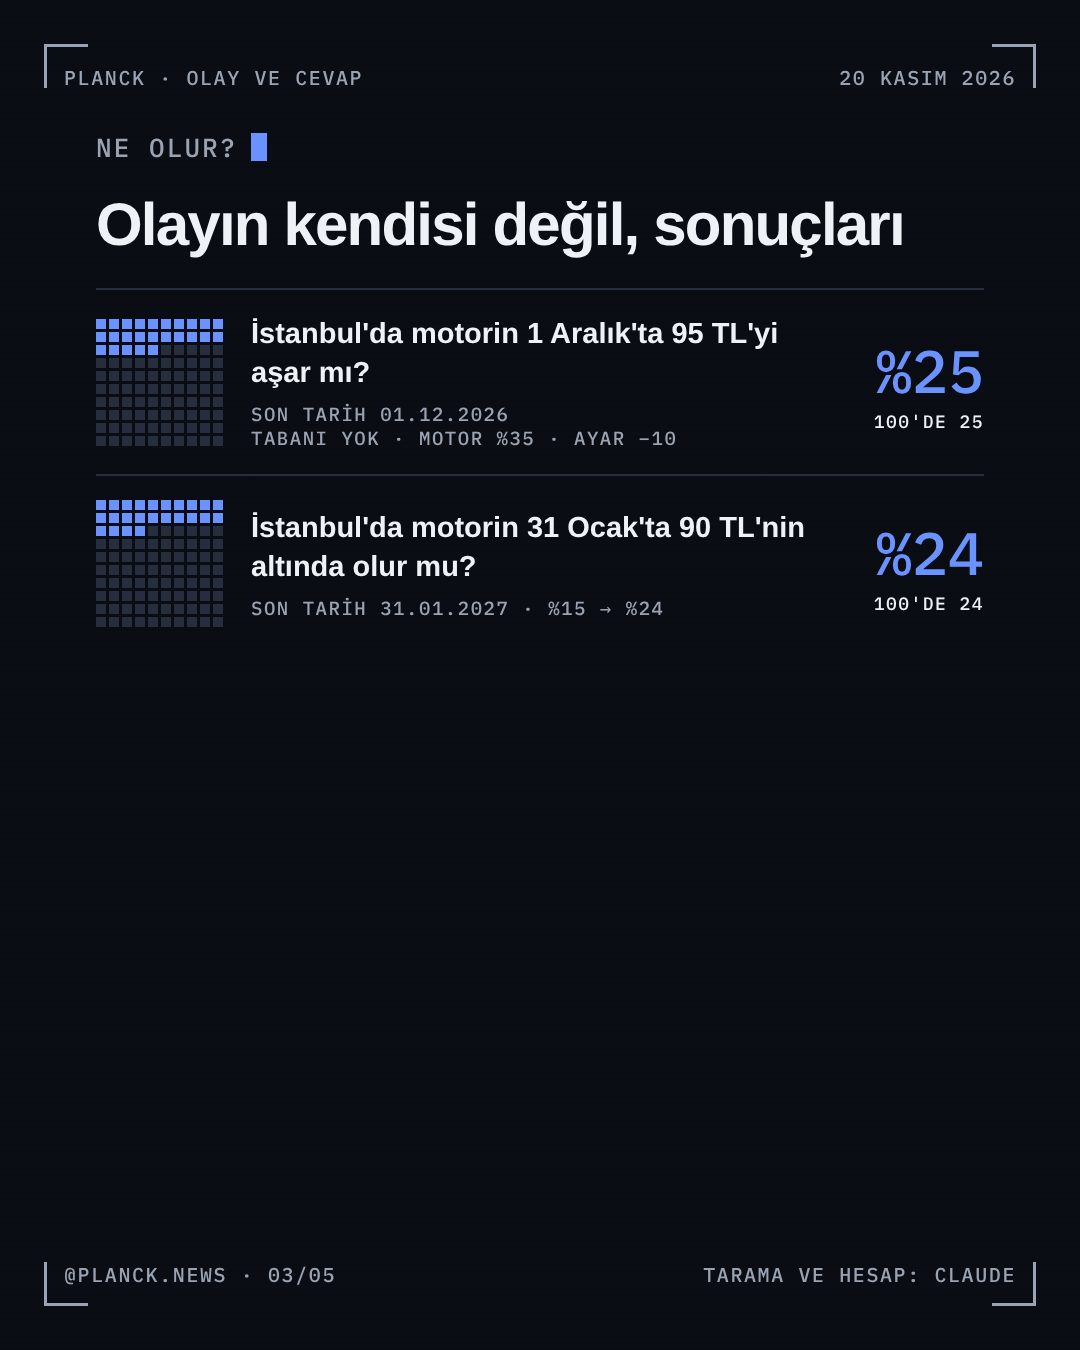 PLANCK · OLAY VE CEVAP
20 KASIM 2026
NE OLUR?
Olayın kendisi değil, sonuçları
İstanbul'da motorin 1 Aralık'ta 95 TL'yi
aşar mı?
SON TARİH 01.12.2026
TABANI YOK · MOTOR %35 · AYAR −10
%25
100'DE 25
İstanbul'da motorin 31 Ocak'ta 90 TL'nin
altında olur mu?
SON TARİH 31.01.2027 · %15 → %24
%24
100'DE 24
@PLANCK.NEWS · 03/05
TARAMA VE HESAP: CLAUDE